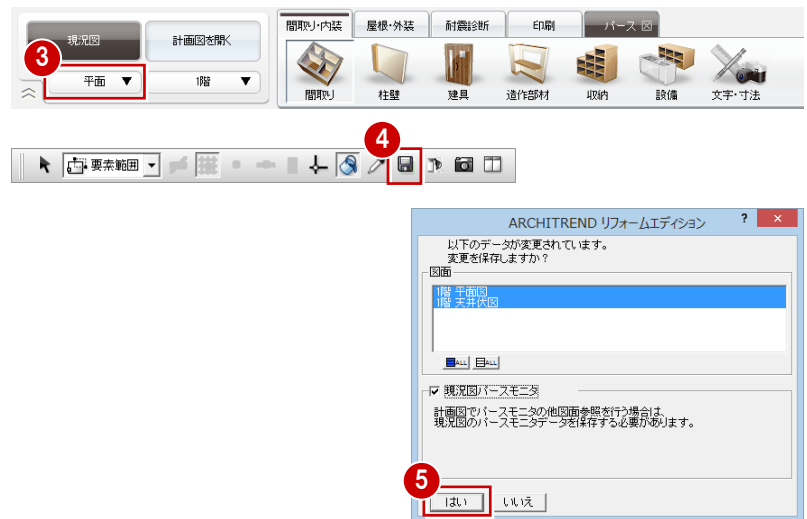 間取り・内装
屋根・外装
耐震診断
印刷
パース
現況図
計画図を開く
3
平面 ▼
1階 ▼
間取り
柱壁
建具
造作部材
収納
設備
文字・寸法
4
要素範囲
ARCHITREND リフォームエディション
?
×
以下のデータが変更されています。
変更を保存しますか?
図面
1階 平面図
1階 天井伏図
ALL
ALL
現況図パースモニタ
計画図でパースモニタの他図面参照を行う場合は、
現況図のパースモニタデータを保存する必要があります。
5
はい
いいえ